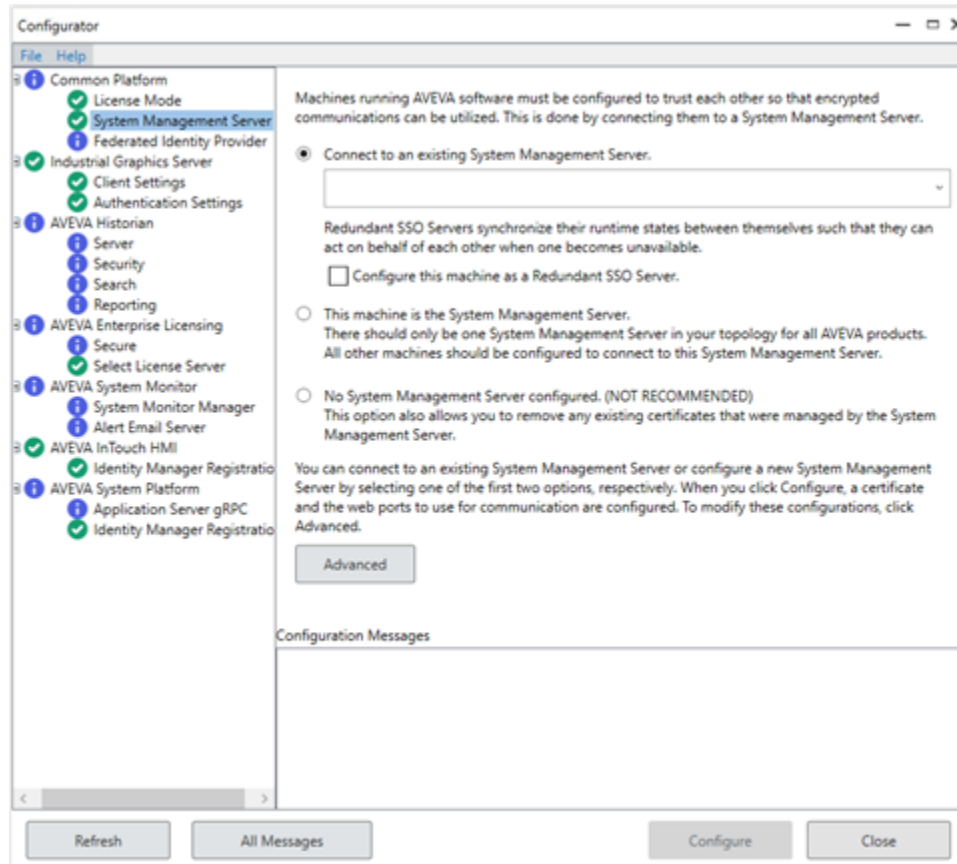 Configurator
File Help
Common Platform
License Mode
System Management Server
Federated Identity Provider
Industrial Graphics Server
Client Settings
Authentication Settings
AVEVA Historian
Server
Security
Search
Reporting
AVEVA Enterprise Licensing
Secure
Select License Server
AVEVA System Monitor
System Monitor Manager
Alert Email Server
AVEVA InTouch HMI
Identity Manager Registratio
AVEVA System Platform
Application Server gRPC
Identity Manager Registratio
Machines running AVEVA software must be configured to trust each other so that encrypted
communications can be utilized. This is done by connecting them to a System Management Server.
Connect to an existing System Management Server.
Redundant SSO Servers synchronize their runtime states between themselves such that they can
act on behalf of each other when one becomes unavailable.
Configure this machine as a Redundant SSO Server.
This machine is the System Management Server.
There should only be one System Management Server in your topology for all AVEVA products.
All other machines should be configured to connect to this System Management Server.
No System Management Server configured. (NOT RECOMMENDED)
This option also allows you to remove any existing certificates that were managed by the System
Management Server.
You can connect to an existing System Management Server or configure a new System Management
Server by selecting one of the first two options, respectively. When you click Configure, a certificate
and the web ports to use for communication are configured. To modify these configurations, click
Advanced.
Advanced
Configuration Messages
Refresh
All Messages
Configure
Close